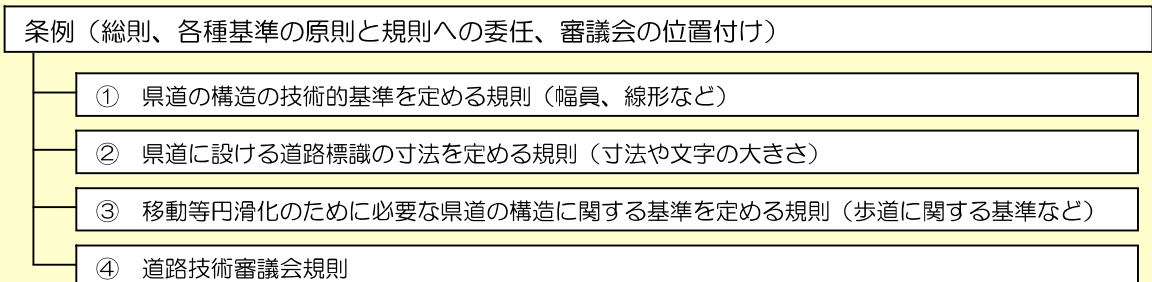 条例（総則、各種基準の原則と規則への委任、審議会の位置付け）
①　県道の構造の技術的基準を定める規則（幅員、線形など）
②　県道に設ける道路標識の寸法を定める規則（寸法や文字の大きさ）
③　移動等円滑化のために必要な県道の構造に関する基準を定める規則（歩道に関する基準など）
④　道路技術審議会規則